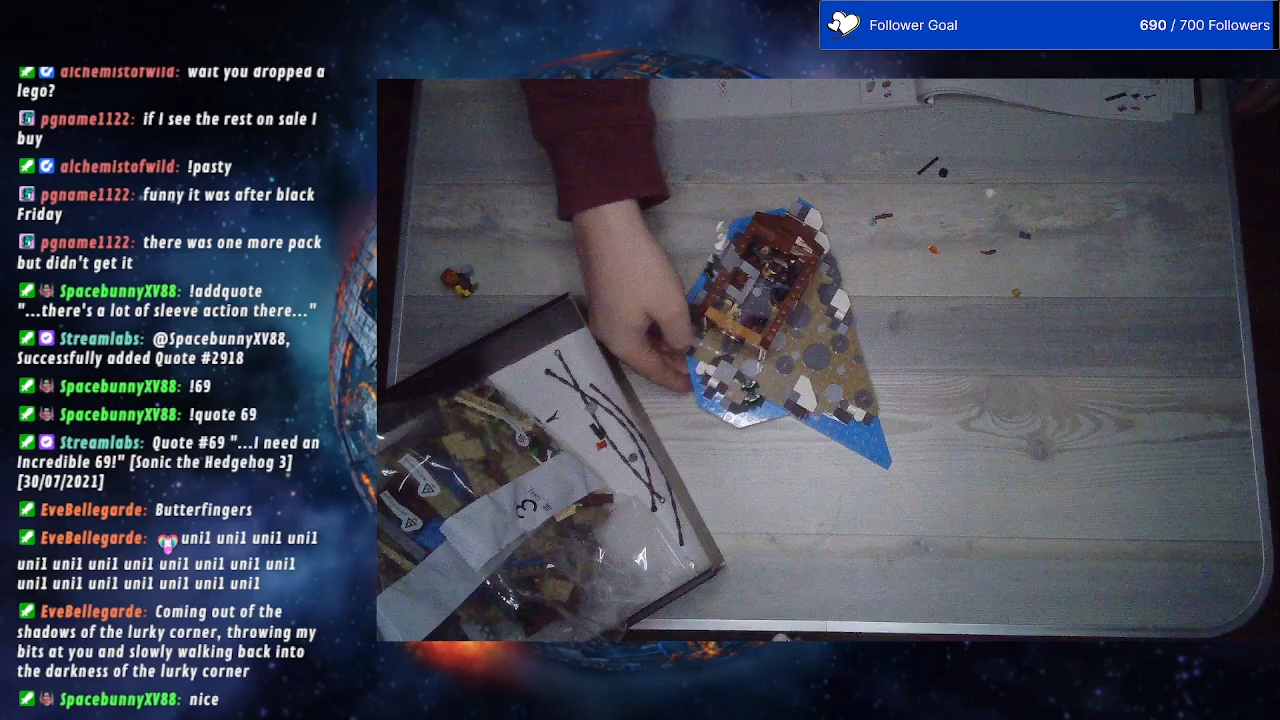 Follower Goal
690 / 700 Followers
alchemistofwild: wait you dropped a
lego?
pgname1122: if I see the rest on sale I
buy
alchemistofwild: !pasty
pgname1122: funny it was after black
Friday
pgname1122: there was one more pack
but didn't get it
SpacebunnyXV88: !addquote
"...there's a lot of sleeve action there..."
Streamlabs: @SpacebunnyXV88,
Successfully added Quote #2918
SpacebunnyXV88: !69
SpacebunnyXV88: !quote 69
Streamlabs: Quote #69 "...I need an
Incredible 69!" [Sonic the Hedgehog 3]
[30/07/2021]
EveBellegarde: Butterfingers
EveBellegarde: uni1 uni1 uni1 uni1
uni1 uni1 uni1 uni1 uni1 uni1 uni1 uni1
uni1 uni1 uni1 uni1 uni1 uni1 uni1
EveBellegarde: Coming out of the
shadows of the lurky corner, throwing my
bits at you and slowly walking back into
the darkness of the lurky corner
SpacebunnyXV88: nice
3